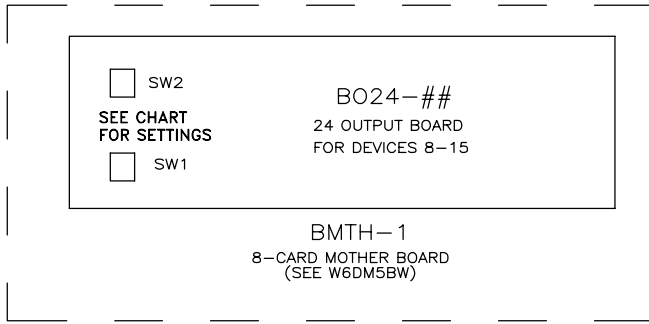 SW2
SEE CHART
FOR SETTINGS
SW1
BO24-##
24 OUTPUT BOARD
FOR DEVICES 8-15
BMTH-1
8-CARD MOTHER BOARD
(SEE W6DM5BW)